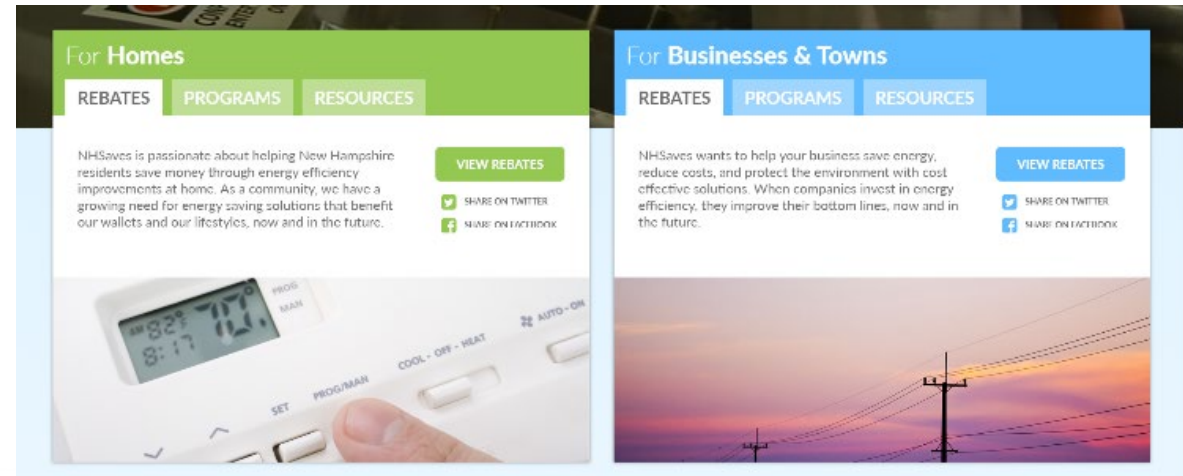 For Homes
REBATES PROGRAMS RESOURCES
NHSaves is passionate about helping New Hampshire
residents save money through energy efficiency
improvements at home. As a community, we have a
growing need for energy saving solutions that benefit
our wallets and our lifestyles, now and in the future.
VIEW REBATES
SHARE ON TWITTER
SHARE ON FACEBOOK
PROG
MAN
AM 82° 70°
8:17
SET PROG/MAN COOL - OFF - HEAT AUTO - ON
For Businesses & Towns
REBATES PROGRAMS RESOURCES
NHSaves wants to help your business save energy,
reduce costs, and protect the environment with cost
effective solutions. When companies invest in energy
efficiency, they improve their bottom lines, now and in
the future.
VIEW REBATES
SHARE ON TWITTER
SHARE ON FACEBOOK